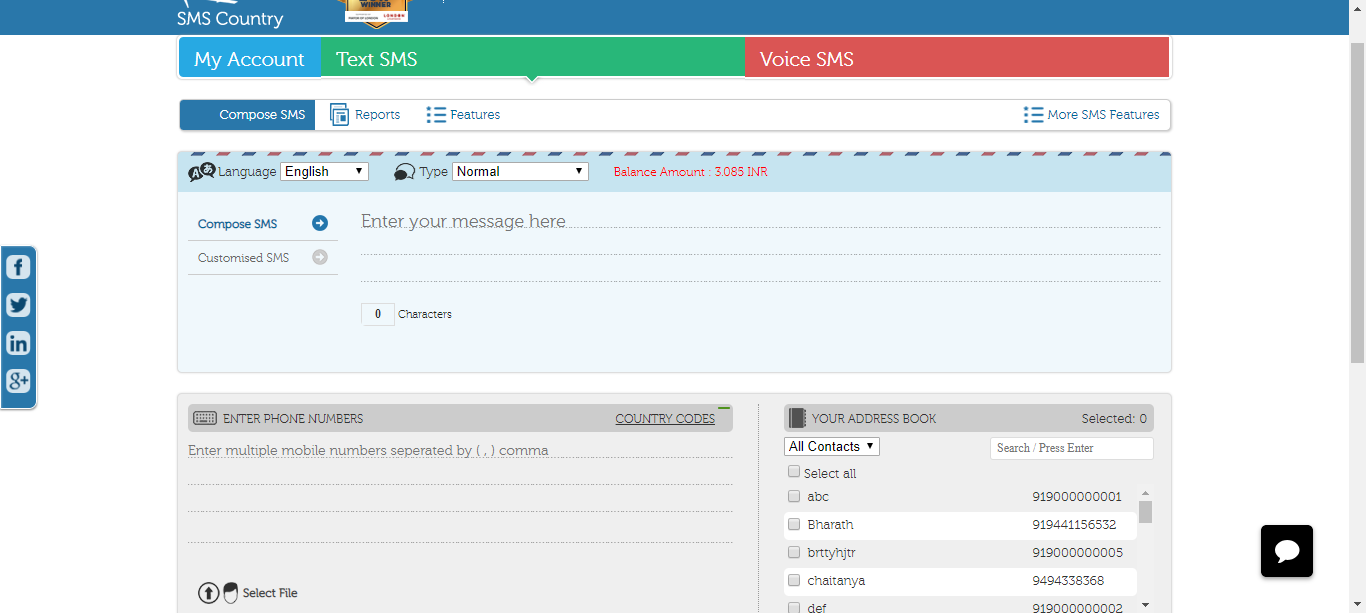 SMS Country
WINNER
My Account Text SMS Voice SMS
Compose SMS Reports Features More SMS Features
Language English Type Normal Balance Amount : 3.085 INR
Compose SMS Enter your message here
Customised SMS
0 Characters
ENTER PHONE NUMBERS COUNTRY CODES
Enter multiple mobile numbers seperated by ( , ) comma
Select File
YOUR ADDRESS BOOK Selected: 0
All Contacts Search / Press Enter
Select all
abc 919000000001
Bharath 919441156532
brttyhjtr 919000000005
chaitanya 9494338368
def 919000000002